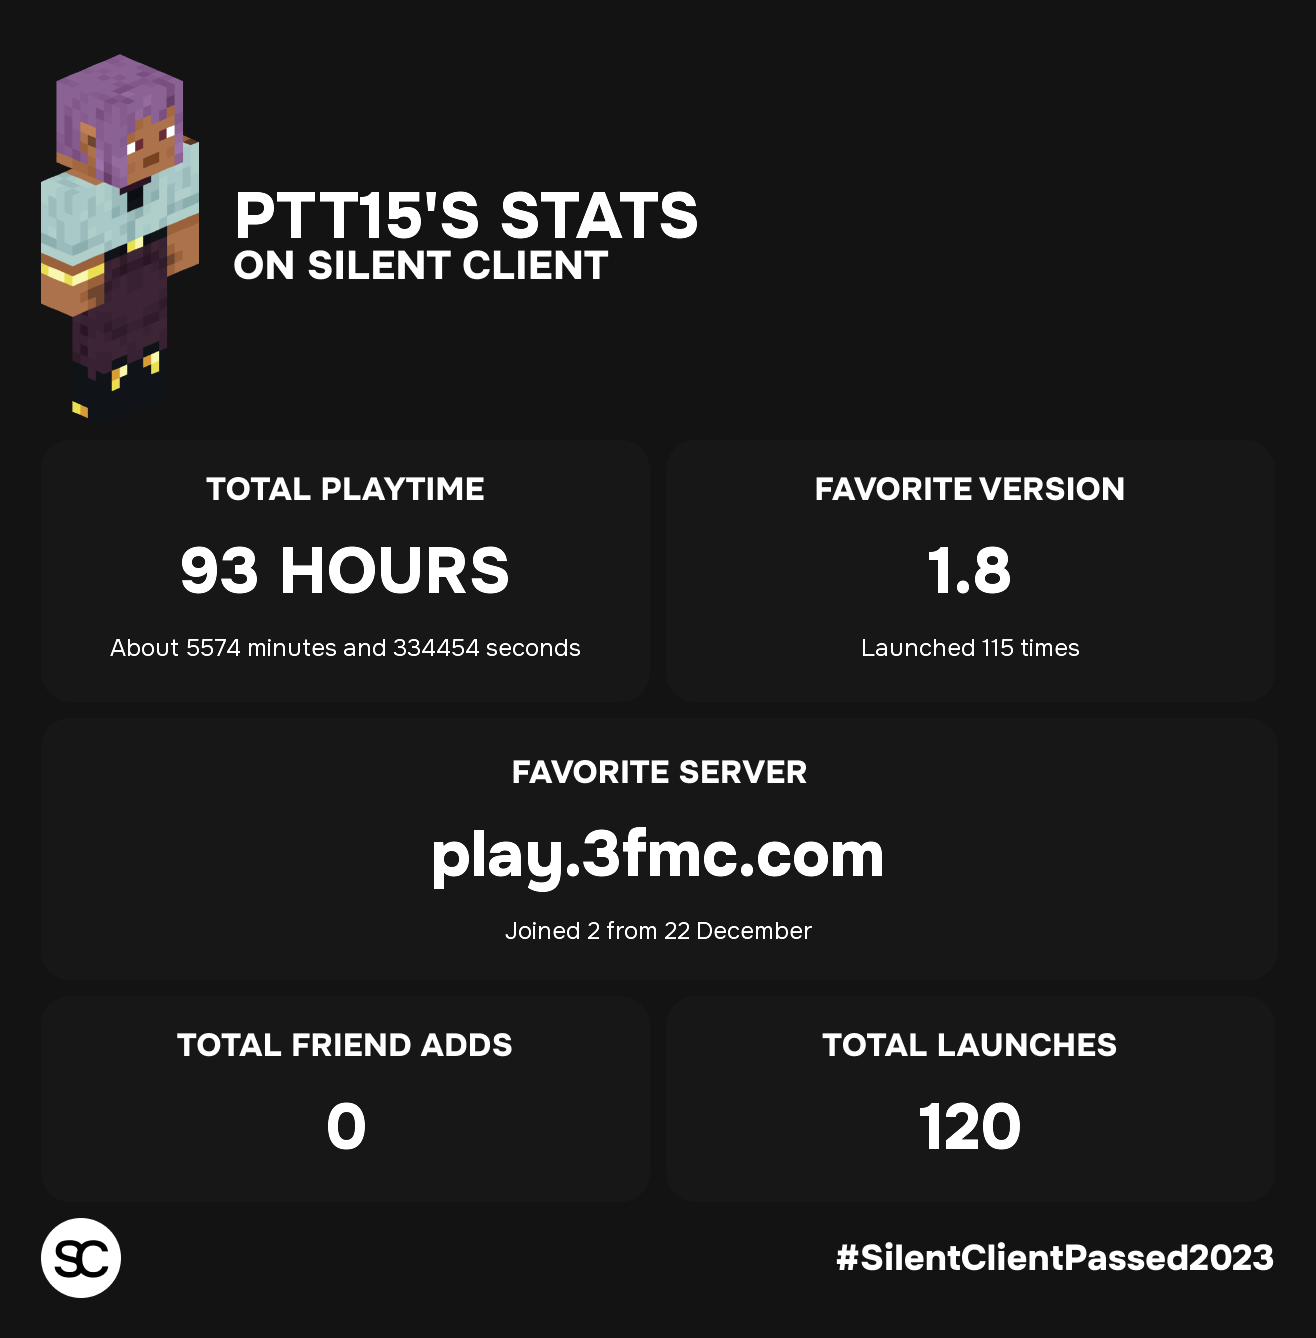 PTT15'S STATS
ON SILENT CLIENT
TOTAL PLAYTIME
93 HOURS
About 5574 minutes and 334454 seconds
FAVORITE VERSION
1.8
Launched 115 times
FAVORITE SERVER
play.3fmc.com
Joined 2 from 22 December
TOTAL FRIEND ADDS
0
TOTAL LAUNCHES
120
SC
#SilentClientPassed2023